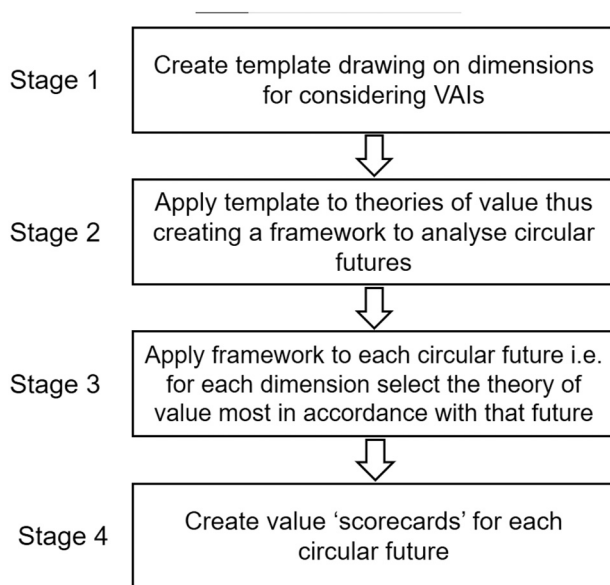 Stage 1
Create template drawing on dimensions
for considering VAIs
Stage 2
Apply template to theories of value thus
creating a framework to analyse circular
futures
Stage 3
Apply framework to each circular future i.e.
for each dimension select the theory of
value most in accordance with that future
Stage 4
Create value ‘scorecards’ for each
circular future